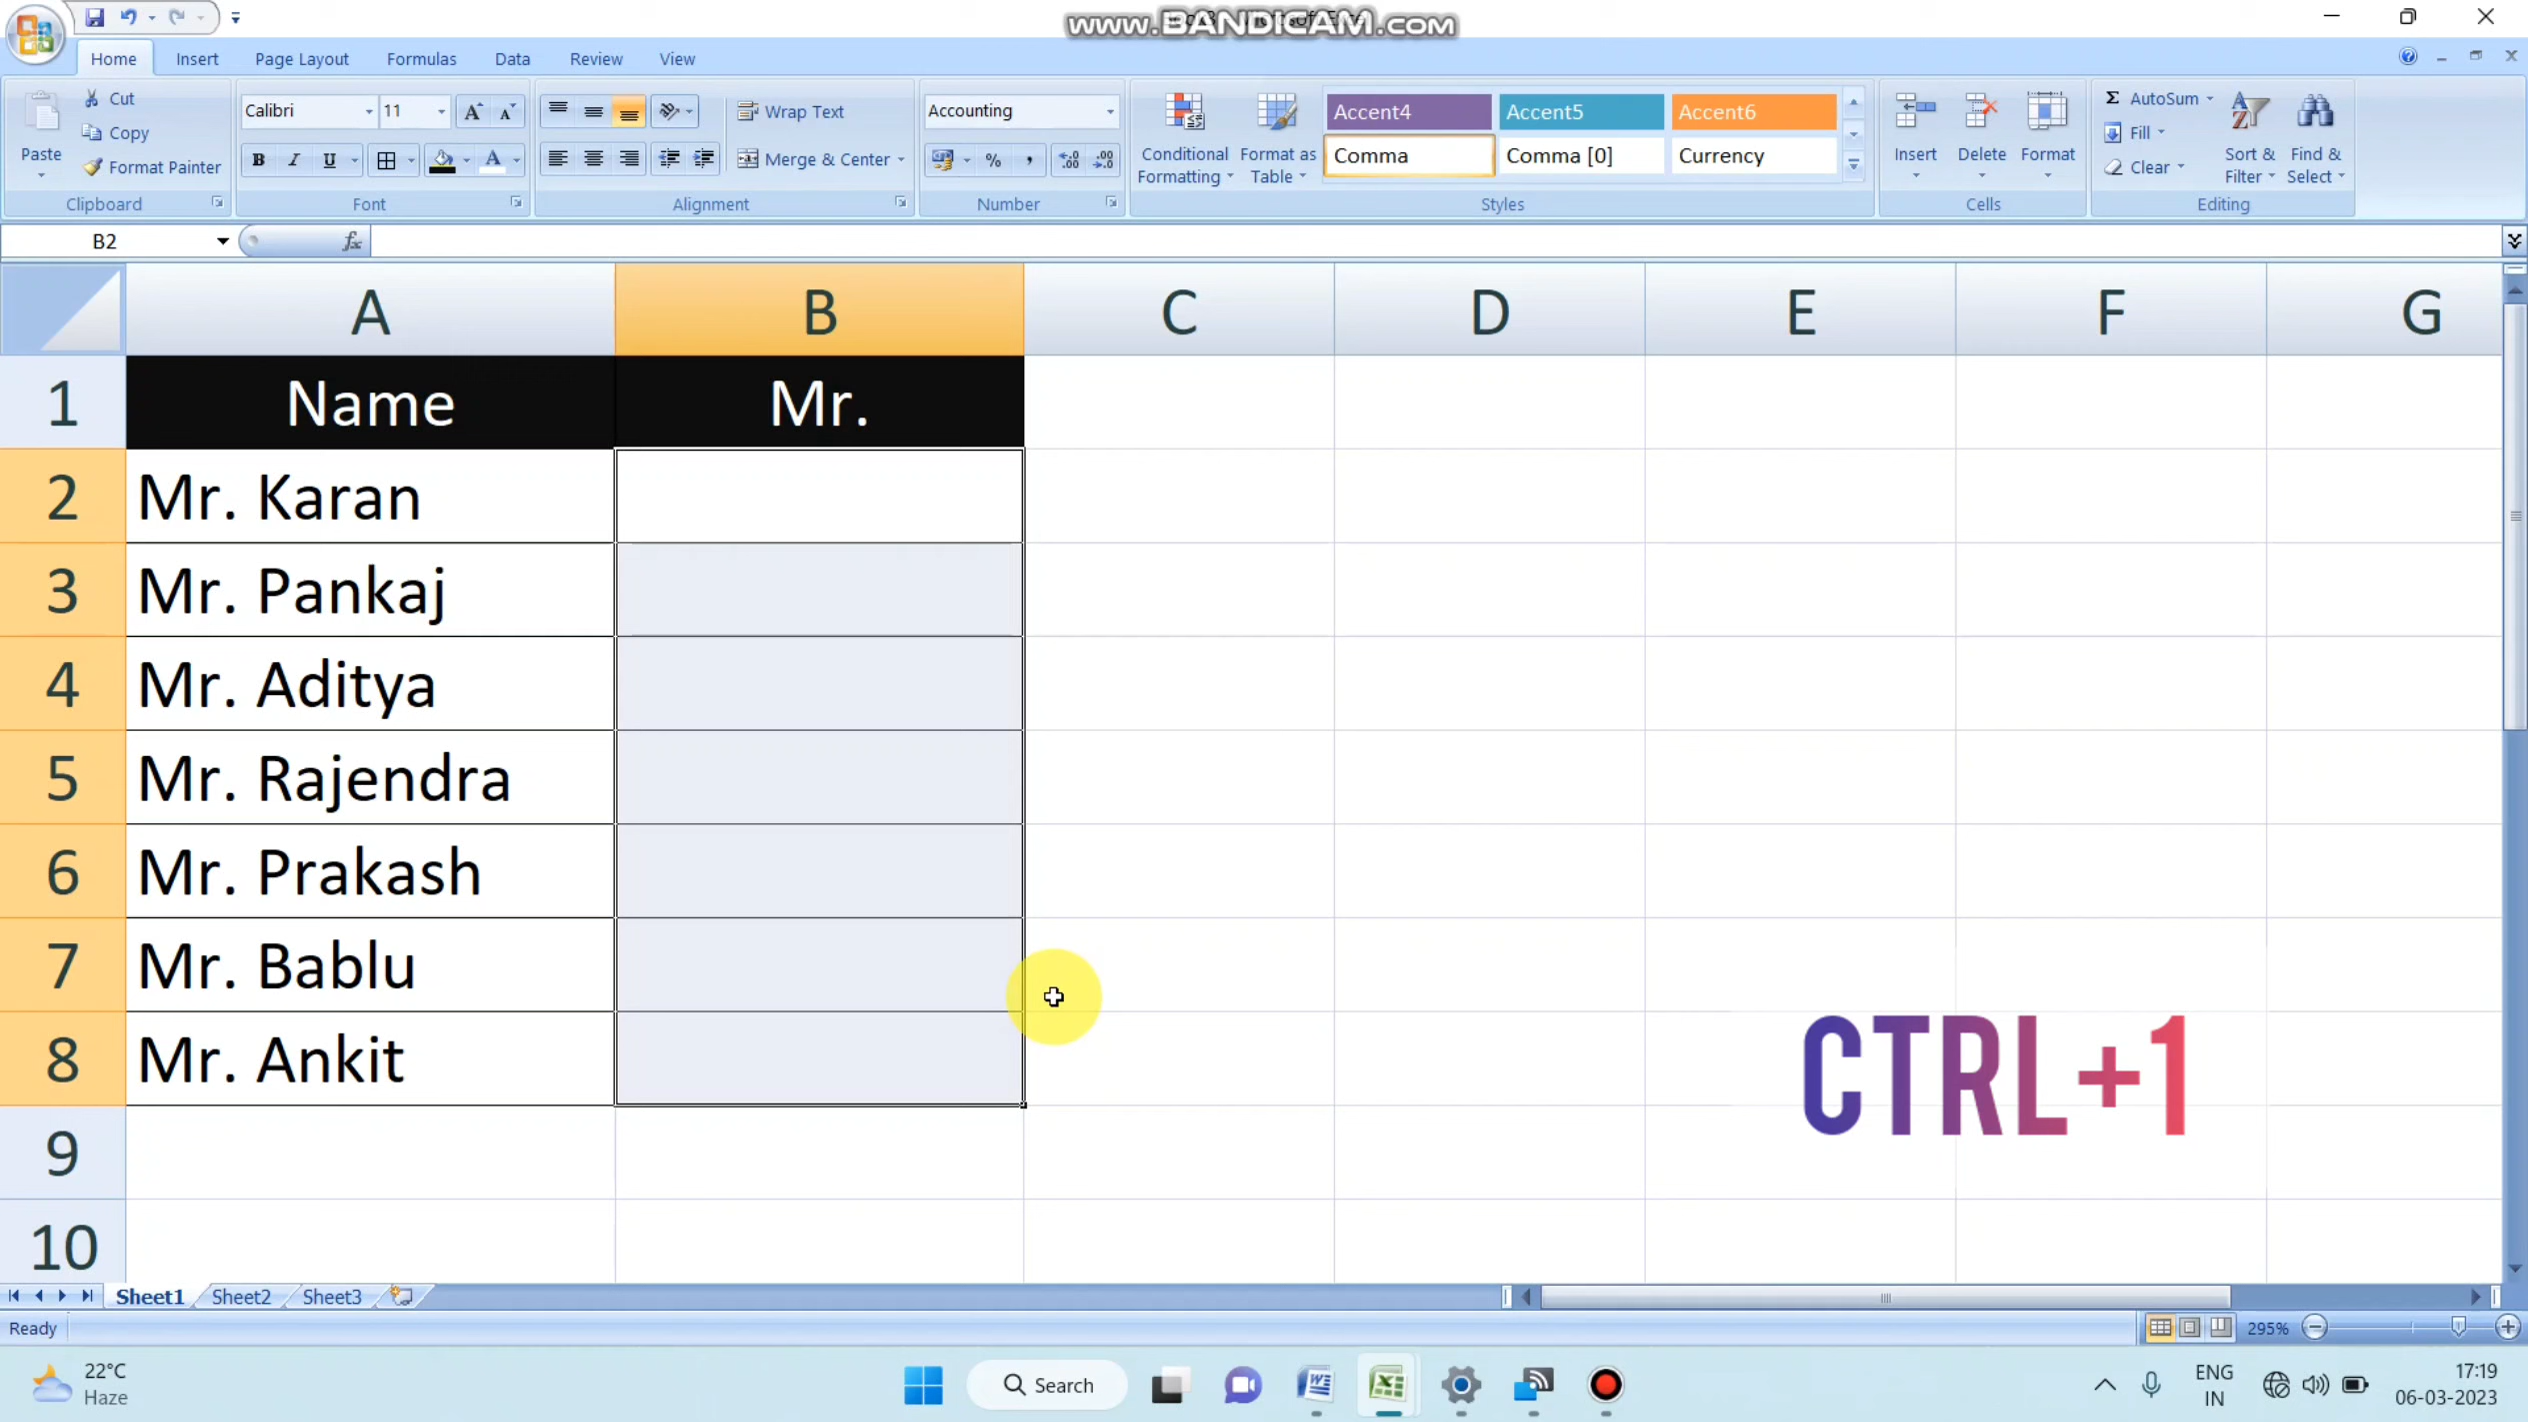 www.BANDICAM.com
Home Insert Page Layout Formulas Data Review View
Cut
Copy
Format Painter
Paste
Clipboard
Calibri 11
B I U A
Font
Wrap Text
Merge & Center
Alignment
Accounting
%
Number
Conditional Formatting
Format as Table
Accent4 Accent5 Accent6
Comma Comma [0] Currency
Styles
Insert Delete Format
Cells
Σ AutoSum
Fill
Clear
Sort & Filter
Find & Select
Editing
B2 fx
A B C D E F G
1 Name Mr.
2 Mr. Karan
3 Mr. Pankaj
4 Mr. Aditya
5 Mr. Rajendra
6 Mr. Prakash
7 Mr. Bablu
8 Mr. Ankit
9
10
CTRL+1
Sheet1 Sheet2 Sheet3
Ready 295%
22°C
Haze
Search
ENG
IN
17:19
06-03-2023